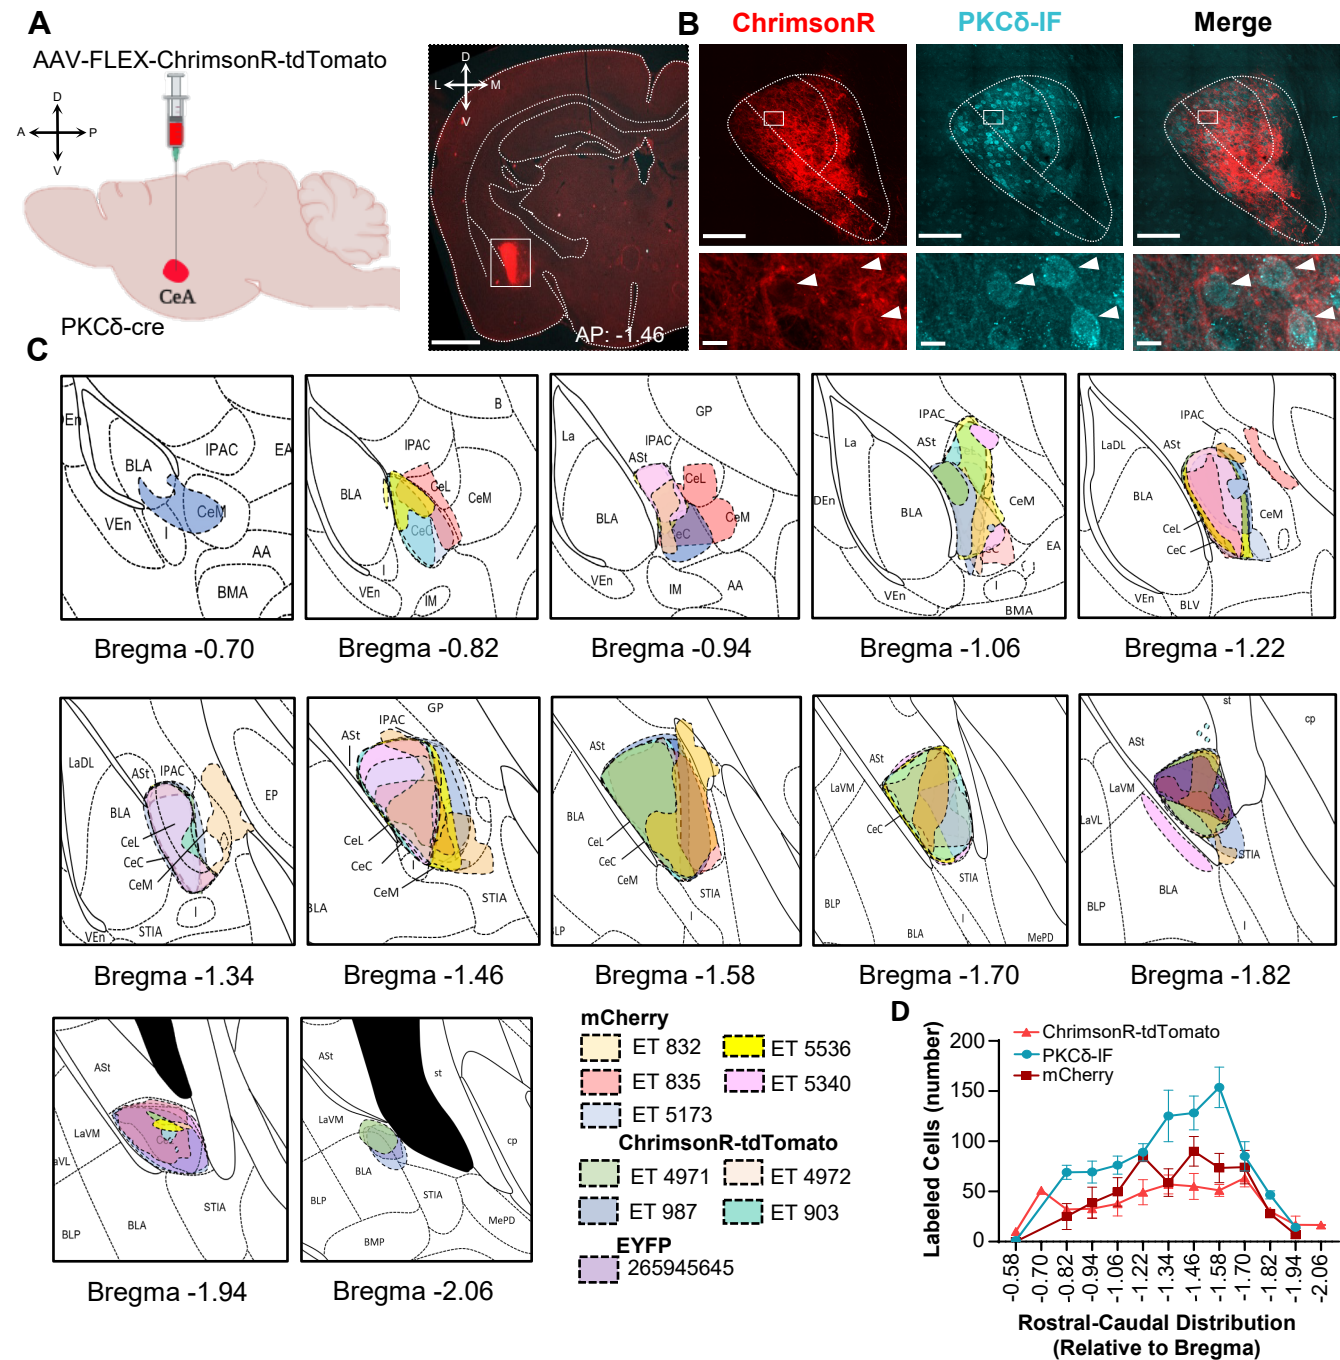 A
AAV-FLEX-ChrimsonR-tdTomato
D
A
P
V
CeA
PKCδ-cre
D
L
M
V
AP: -1.46
B
ChrimsonR
PKCδ-IF
Merge
C
En
BLA
IPAC
EA
CeM
VEn
I
AA
BMA
Bregma -0.70
B
IPAC
BLA
CeL
CeM
CeC
I
VEn
IM
Bregma -0.82
La
GP
IPAC
ASt
CeL
BLA
CeM
eC
VEn
IM
AA
Bregma -0.94
IPAC
La
ASt
DEn
BLA
CeM
EA
I
VEn
BMA
Bregma -1.06
IPAC
LaDL
ASt
BLA
CeL
CeM
CeC
VEn
BLV
Bregma -1.22
LaDL
ASt
IPAC
EP
BLA
CeL
CeC
CeM
I
VEn
STIA
Bregma -1.34
GP
IPAC
ASt
CeL
CeC
I
CeM
BLA
STIA
Bregma -1.46
ASt
BLA
CeL
CeC
CeM
STIA
I
LP
Bregma -1.58
ASt
LaVM
CeC
STIA
BLP
I
BLA
MePD
Bregma -1.70
st
cp
ASt
LaVM
LaVL
STIA
BLA
BLP
I
Bregma -1.82
ASt
LaVM
aVL
STIA
BLA
BLP
Bregma -1.94
ASt
st
LaVM
cp
BLA
BLP
STIA
MePD
BMP
Bregma -2.06
mCherry
ET 832
ET 5536
ET 835
ET 5340
ET 5173
ChrimsonR-tdTomato
ET 4971
ET 4972
ET 987
ET 903
EYFP
265945645
D
ChrimsonR-tdTomato
PKCδ-IF
mCherry
Labeled Cells (number)
200
150
100
50
0
-0.58
-0.70
-0.82
-0.94
-1.06
-1.22
-1.34
-1.46
-1.58
-1.70
-1.82
-1.94
-2.06
Rostral-Caudal Distribution
(Relative to Bregma)